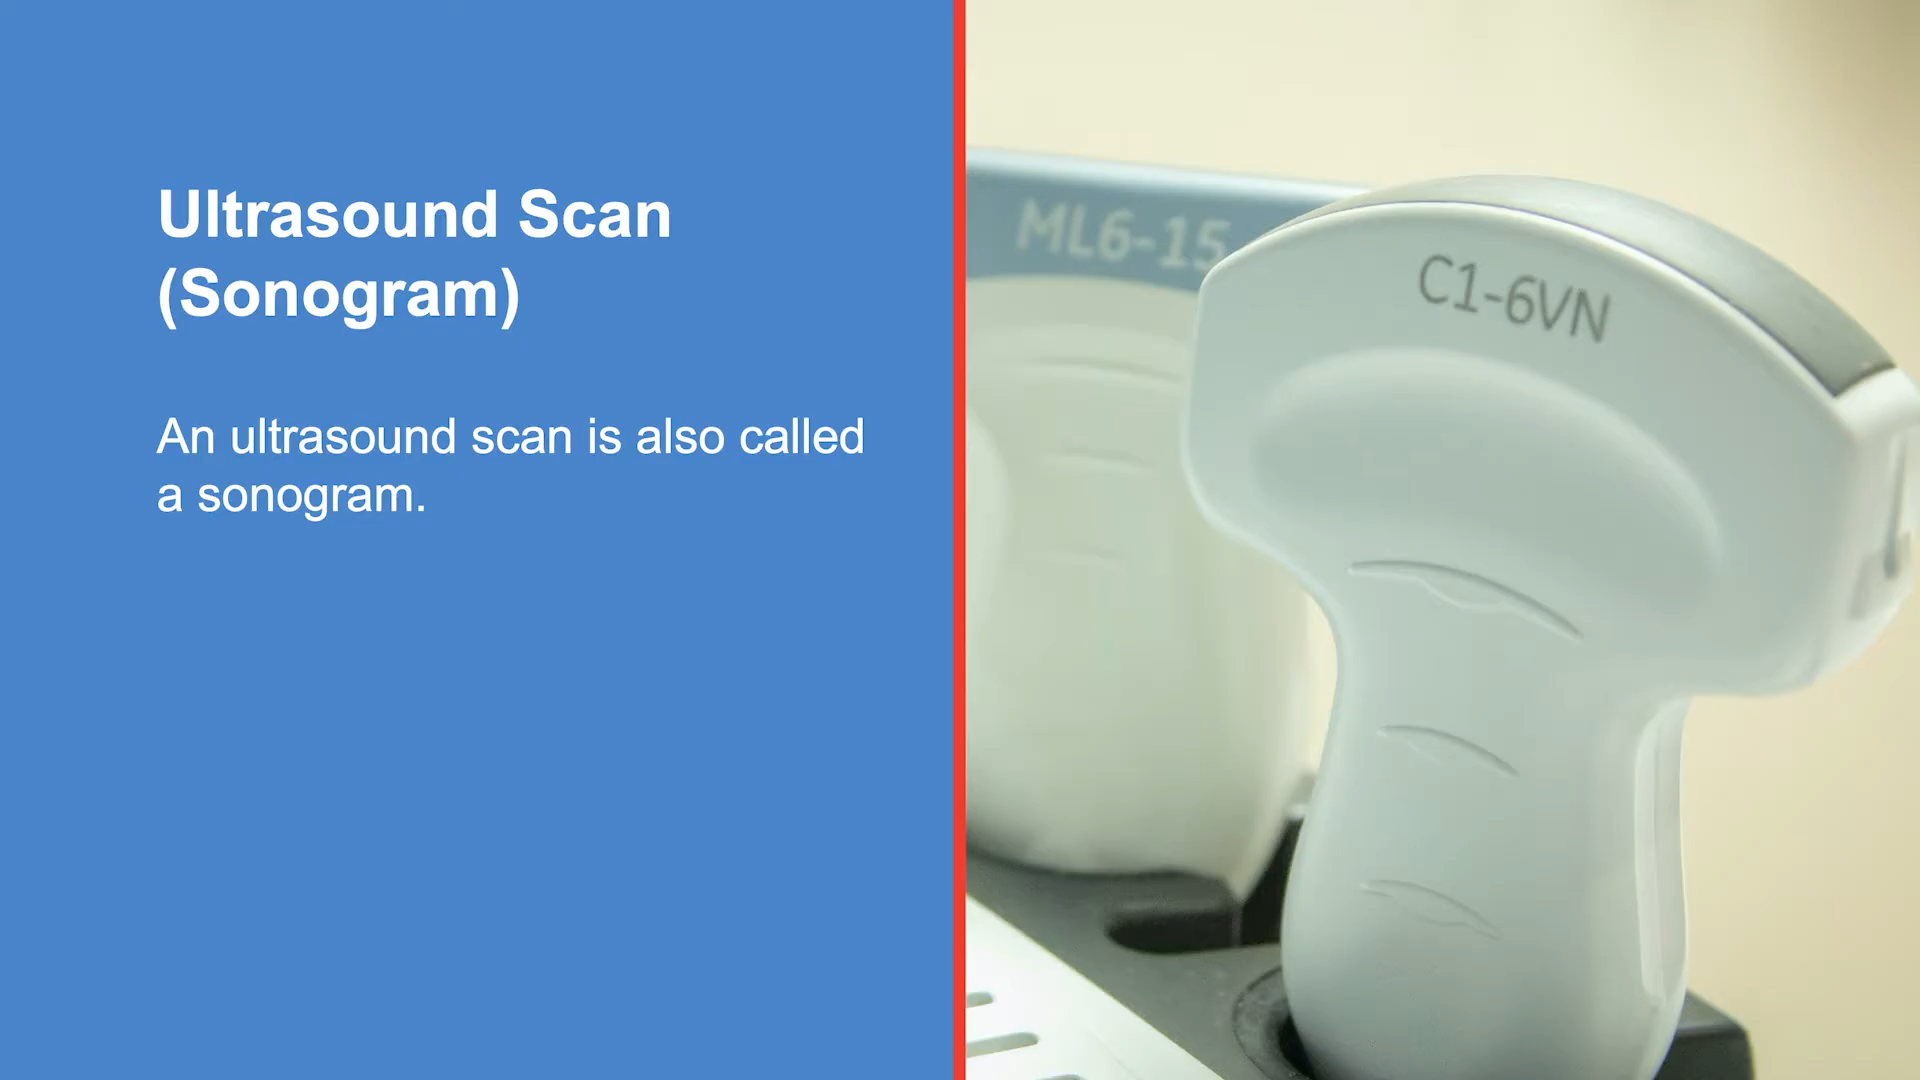 Ultrasound Scan
(Sonogram)
An ultrasound scan is also called
a sonogram.
ML6-15
C1-6VN